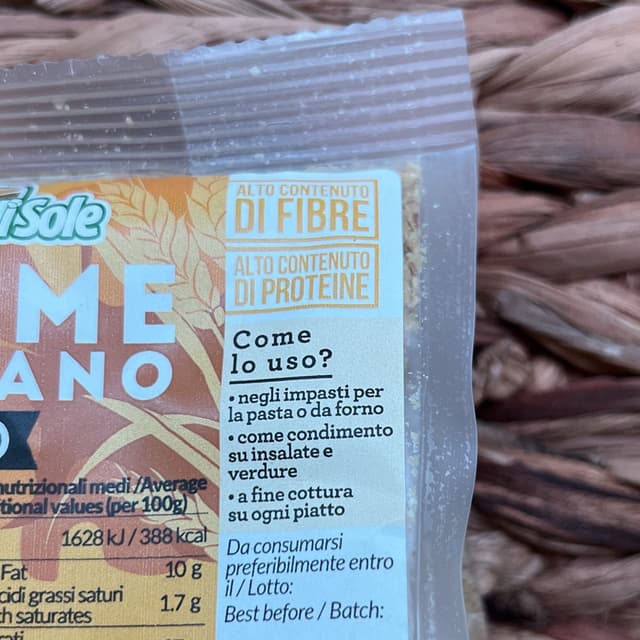 Sole
ALTO CONTENUTO
DI FIBRE
ALTO CONTENUTO
DI PROTEINE
ME
ANO
Come
lo uso?
• negli impasti per
la pasta o da forno
• come condimento
su insalate e
verdure
• a fine cottura
su ogni piatto
nutrizionali medi /Average
tional values (per 100g)
1628 kJ / 388 kcal
Fat 10 g
cidi grassi saturi
ch saturates 1.7 g
Da consumarsi
preferibilmente entro
il / Lotto:
Best before / Batch: